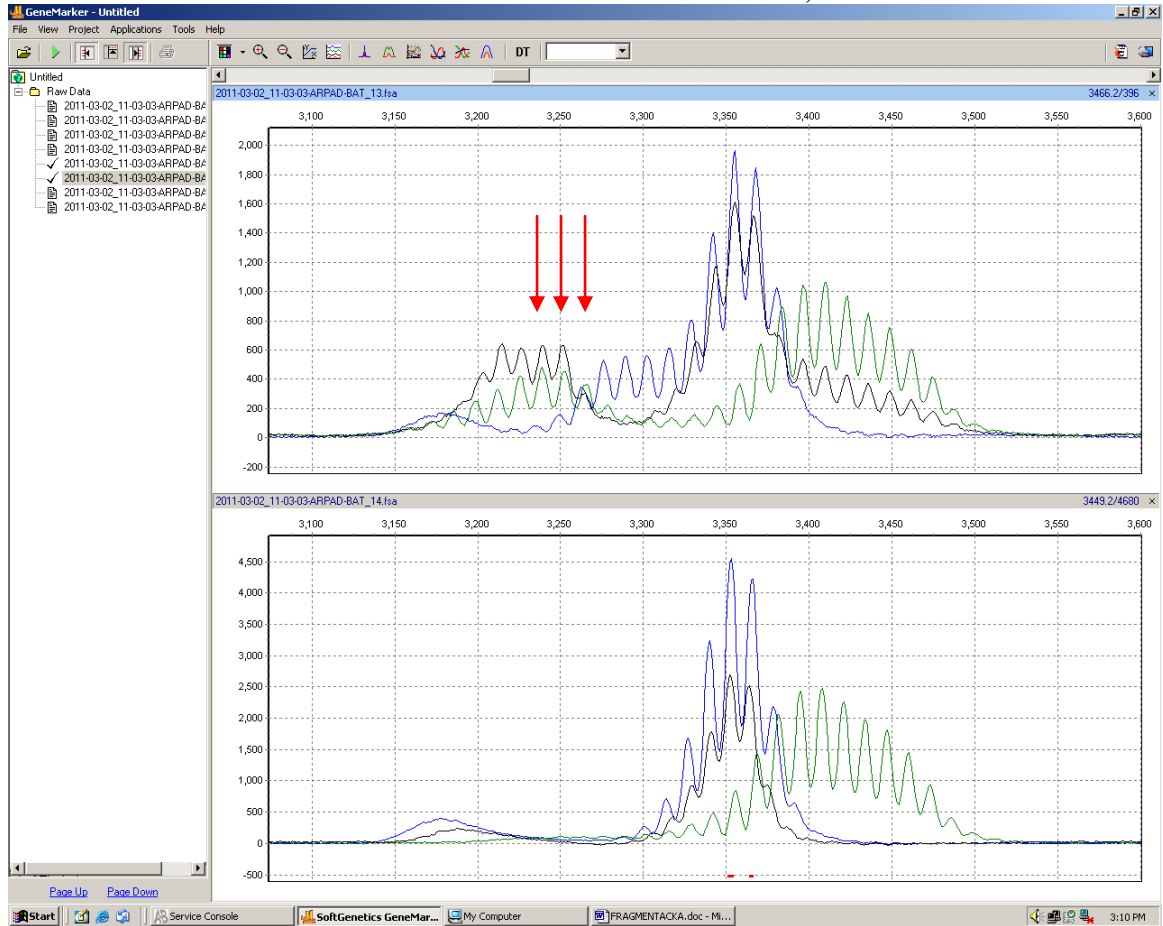 GeneMarker - Untitled
File View Project Applications Tools Help
DT
Untitled
Raw Data
2011-03-02_11-03-03-ARPAD-BA
2011-03-02_11-03-03-ARPAD-BA
2011-03-02_11-03-03-ARPAD-BA
2011-03-02_11-03-03-ARPAD-BA
2011-03-02_11-03-03-ARPAD-BA
2011-03-02_11-03-03-ARPAD-BA
2011-03-02_11-03-03-ARPAD-BA
2011-03-02_11-03-03-ARPAD-BA
Page Up Page Down
2011-03-02_11-03-03-ARPAD-BAT_13.fsa 3466.2/396
3,100 3,150 3,200 3,250 3,300 3,350 3,400 3,450 3,500 3,550 3,600
2,000
1,800
1,600
1,400
1,200
1,000
800
600
400
200
0
-200
2011-03-02_11-03-03-ARPAD-BAT_14.fsa 3449.2/4680
3,100 3,150 3,200 3,250 3,300 3,350 3,400 3,450 3,500 3,550 3,600
4,500
4,000
3,500
3,000
2,500
2,000
1,500
1,000
500
0
-500
Start Service Console SoftGenetics GeneMar... My Computer FRAGMENTACKA.doc - Mi... 3:10 PM